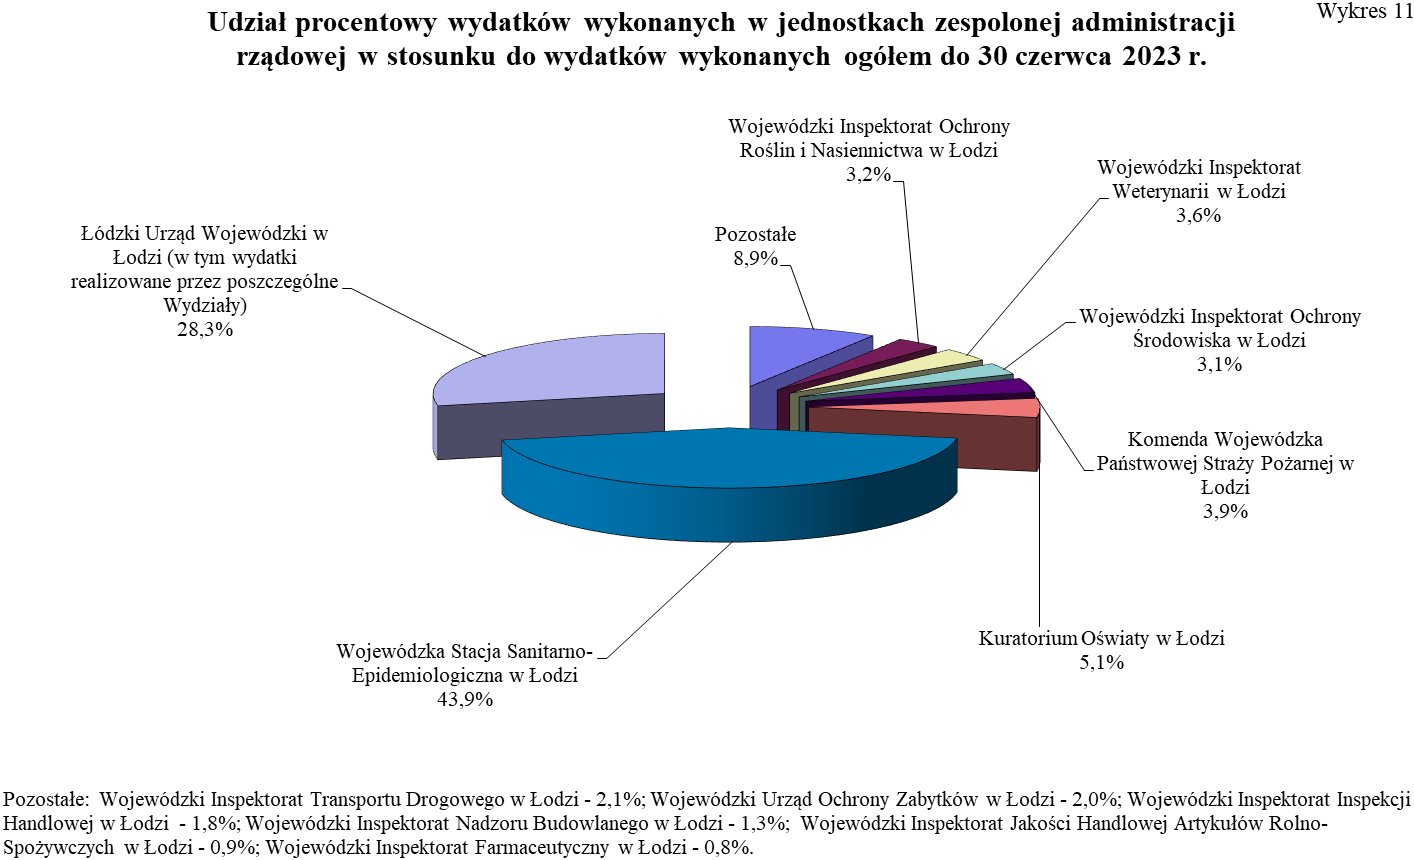 Wykres 11
Udział procentowy wydatków wykonanych w jednostkach zespolonej administracji
rządowej w stosunku do wydatków wykonanych ogółem do 30 czerwca 2023 r.
Wojewódzki Inspektorat Ochrony
Roślin i Nasiennictwa w Łodzi
3,2%
Wojewódzki Inspektorat
Weterynarii w Łodzi
3,6%
Łódzki Urząd Wojewódzki w
Łodzi (w tym wydatki
realizowane przez poszczególne
Wydziały)
28,3%
Pozostałe
8,9%
Wojewódzki Inspektorat Ochrony
Środowiska w Łodzi
3,1%
Komenda Wojewódzka
Państwowej Straży Pożarnej w
Łodzi
3,9%
Kuratorium Oświaty w Łodzi
5,1%
Wojewódzka Stacja Sanitarno-
Epidemiologiczna w Łodzi
43,9%
Pozostałe: Wojewódzki Inspektorat Transportu Drogowego w Łodzi - 2,1%; Wojewódzki Urząd Ochrony Zabytków w Łodzi - 2,0%; Wojewódzki Inspektorat Inspekcji
Handlowej w Łodzi - 1,8%; Wojewódzki Inspektorat Nadzoru Budowlanego w Łodzi - 1,3%; Wojewódzki Inspektorat Jakości Handlowej Artykułów Rolno-
Spożywczych w Łodzi - 0,9%; Wojewódzki Inspektorat Farmaceutyczny w Łodzi - 0,8%.